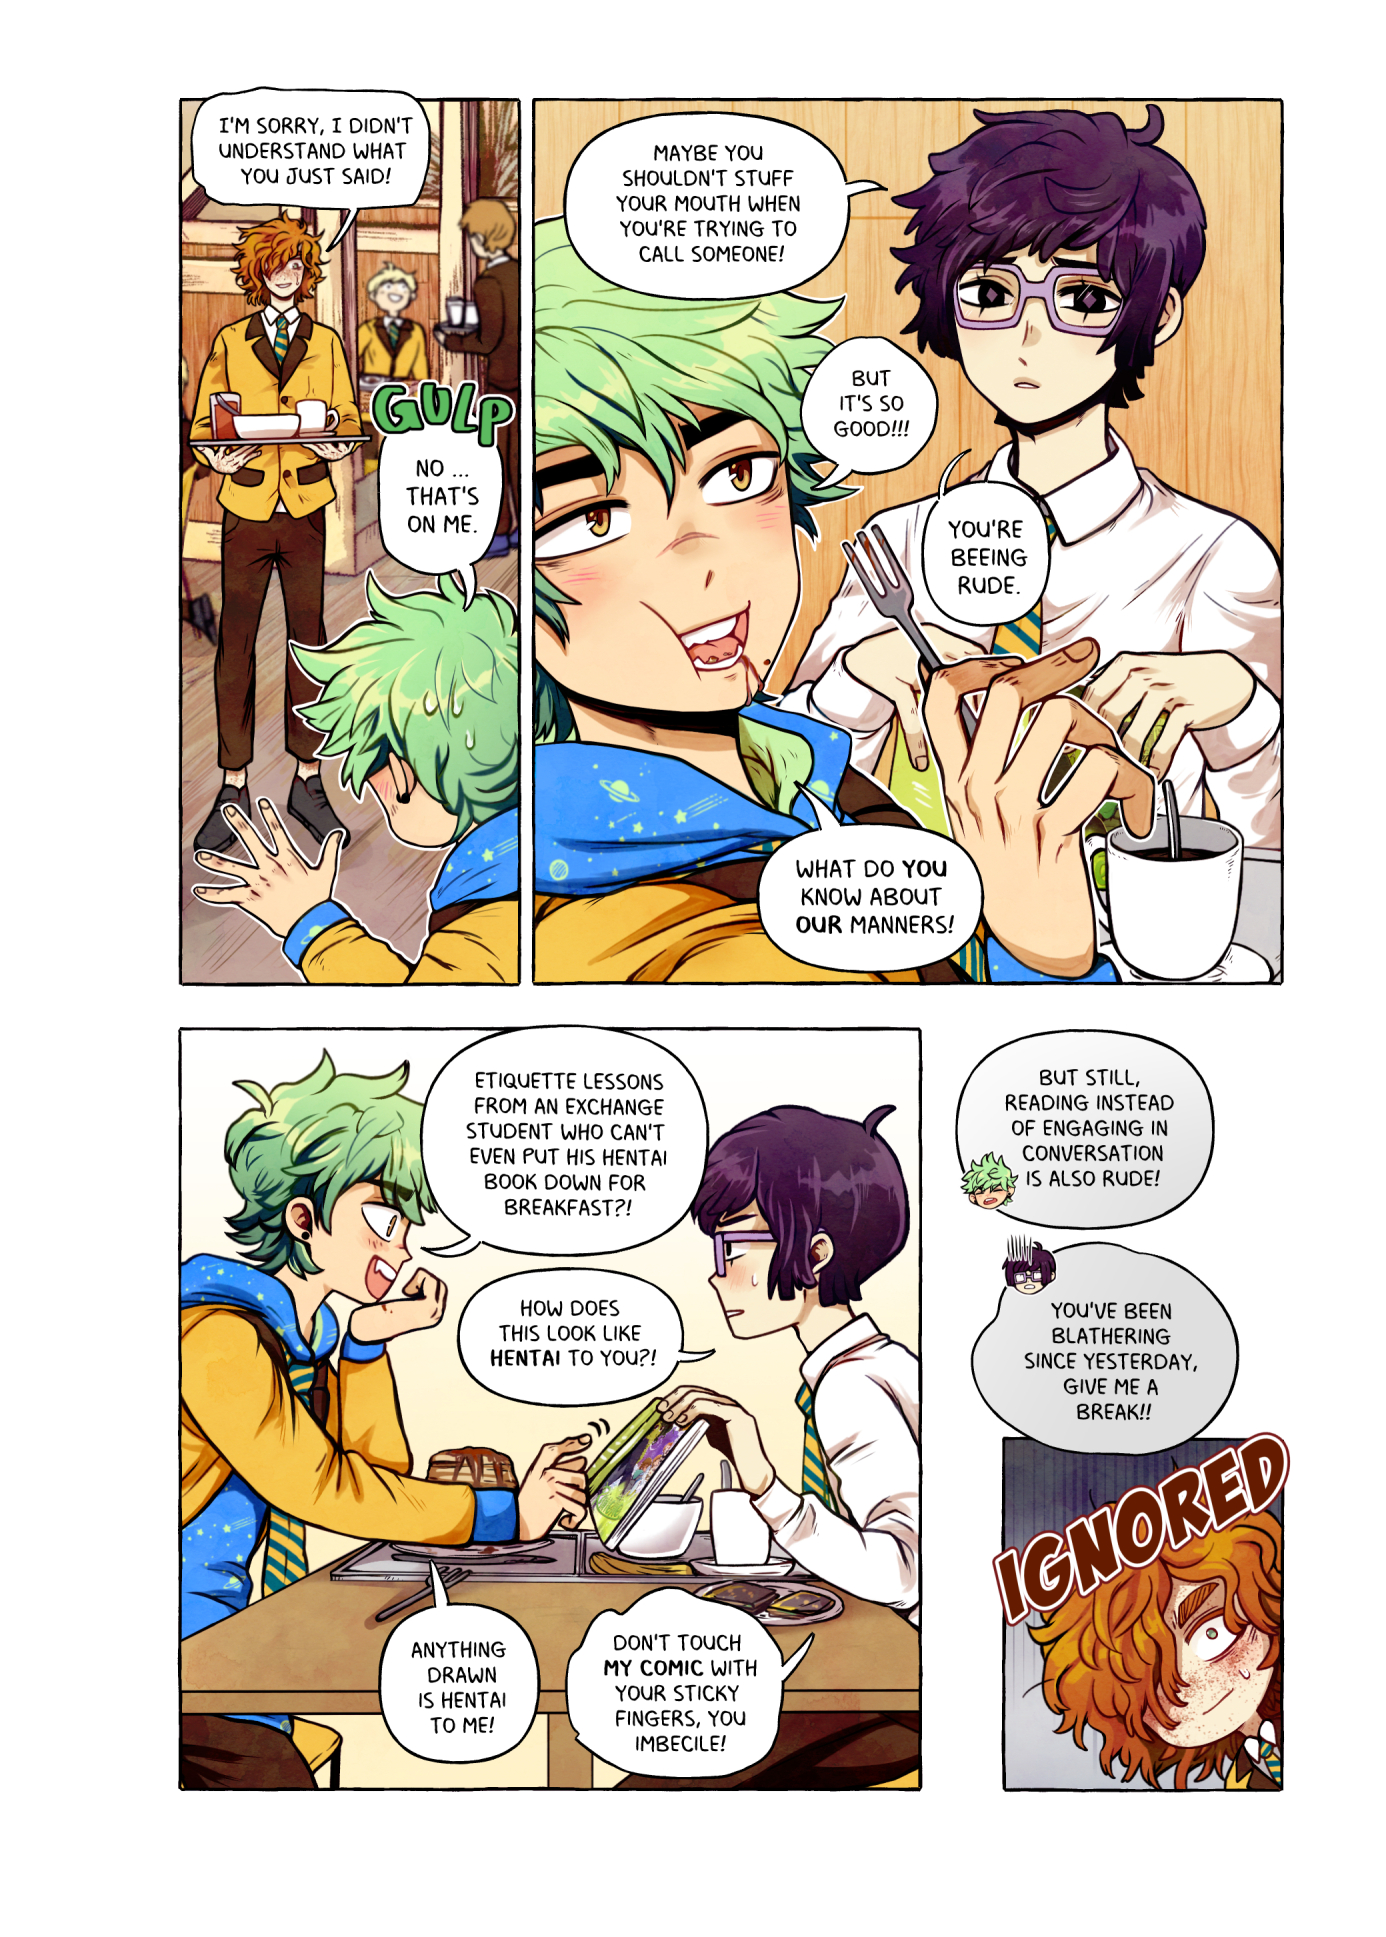 I'M SORRY, I DIDN'T
UNDERSTAND WHAT
YOU JUST SAID!
GULP
NO ...
THAT'S
ON ME.
MAYBE YOU
SHOULDN'T STUFF
YOUR MOUTH WHEN
YOU'RE TRYING TO
CALL SOMEONE!
BUT
IT'S SO
GOOD!!!
YOU'RE
BEEING
RUDE.
WHAT DO YOU
KNOW ABOUT
OUR MANNERS!
ETIQUETTE LESSONS
FROM AN EXCHANGE
STUDENT WHO CAN'T
EVEN PUT HIS HENTAI
BOOK DOWN FOR
BREAKFAST?!
HOW DOES
THIS LOOK LIKE
HENTAI TO YOU?!
ANYTHING
DRAWN
IS HENTAI
TO ME!
DON'T TOUCH
MY COMIC WITH
YOUR STICKY
FINGERS, YOU
IMBECILE!
BUT STILL,
READING INSTEAD
OF ENGAGING IN
CONVERSATION
IS ALSO RUDE!
YOU'VE BEEN
BLATHERING
SINCE YESTERDAY,
GIVE ME A
BREAK!!
IGNORED